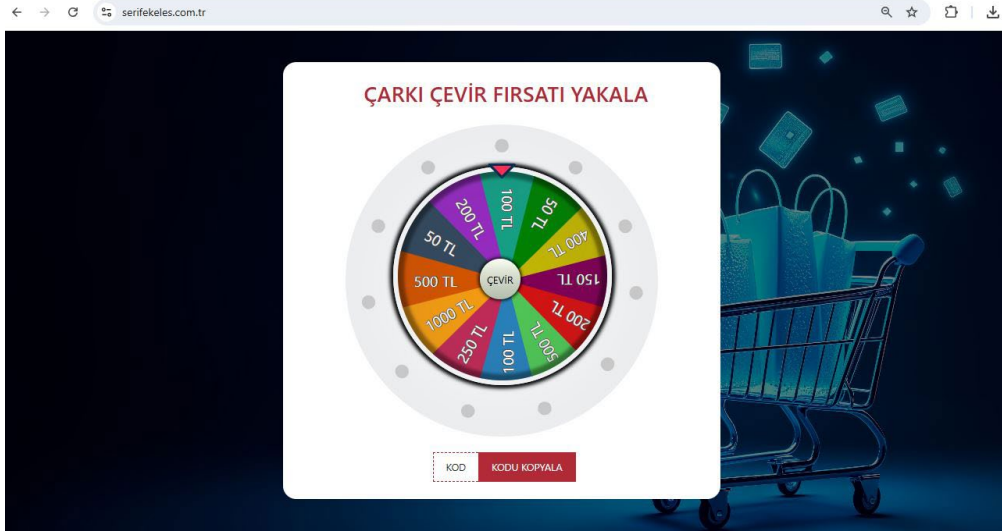 serifekeles.com.tr
ÇARKI ÇEVİR FIRSATI YAKALA
100 TL
50 TL
400 TL
150 TL
200 TL
500 TL
100 TL
250 TL
1000 TL
500 TL
50 TL
200 TL
ÇEVİR
KOD
KODU KOPYALA